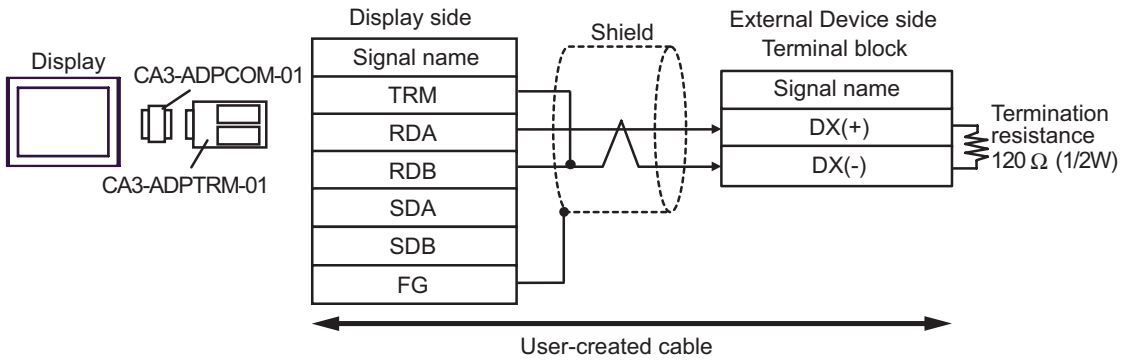 Display
CA3-ADPCOM-01
CA3-ADPTRM-01
Display side
Signal name
TRM
RDA
RDB
SDA
SDB
FG
Shield
External Device side
Terminal block
Signal name
DX(+)
DX(-)
Termination
resistance
120 Ω (1/2W)
User-created cable